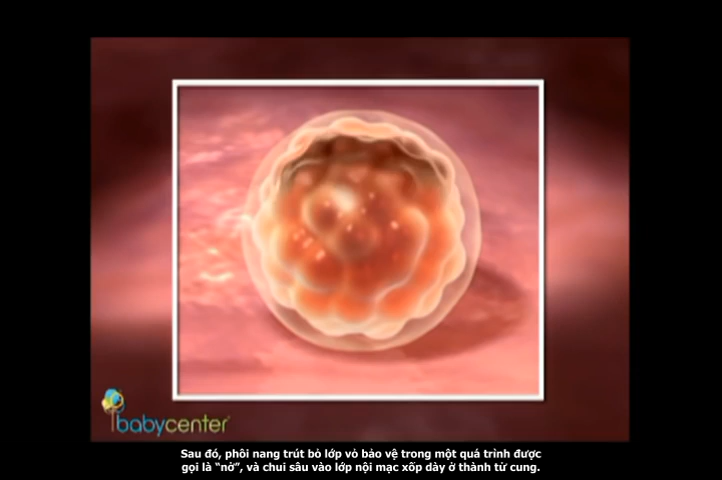 babycenter
Sau đó, phôi nang trút bỏ lớp vỏ bảo vệ trong một quá trình được
gọi là “nở”, và chui sâu vào lớp nội mạc xốp dày ở thành tử cung.